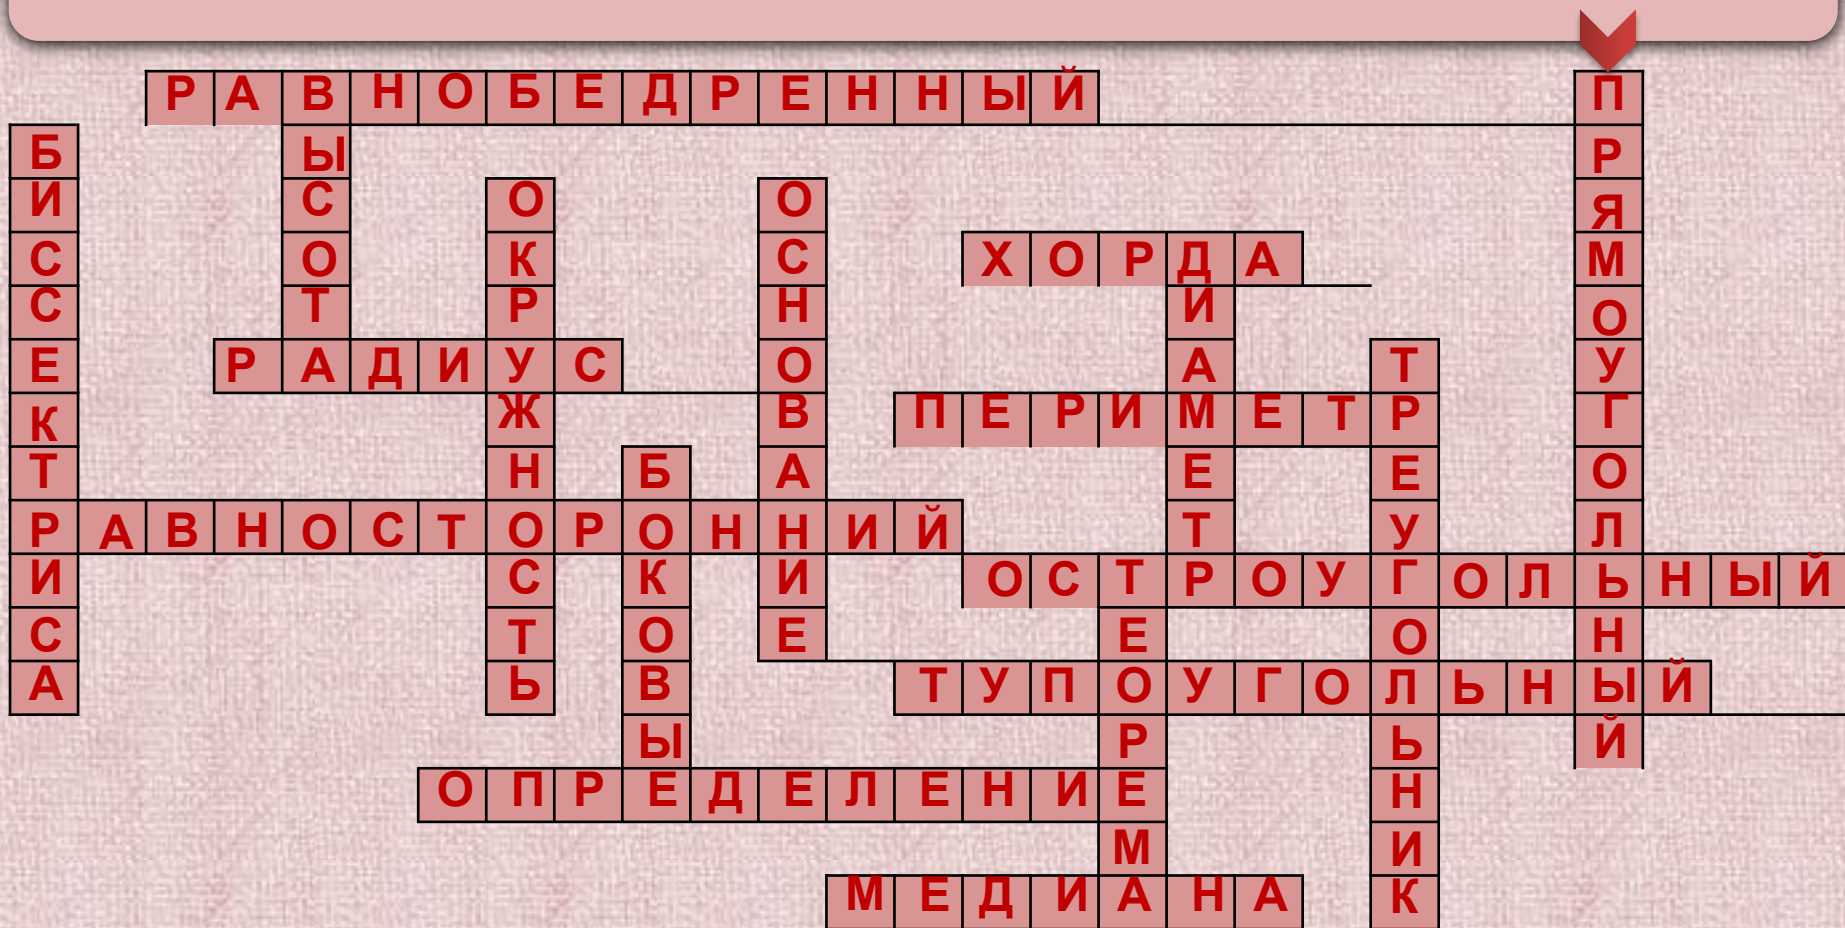 РАВНОБЕДРЕННЫЙ
ПРЯМОУГОЛЬНЫЙ
БИССЕКТРИСА
ВЫСОТА
ОКРУЖНОСТЬ
ОСНОВАНИЕ
ХОРДА
ДИАМЕТР
РАДИУС
ТРЕУГОЛЬНИК
ПЕРИМЕТР
БОКОВЫЕ
РАВНОСТОРОННИЙ
ОСТРОУГОЛЬНЫЙ
ТЕОРЕМА
ТУПОУГОЛЬНЫЙ
ОПРЕДЕЛЕНИЕ
МЕДИАНА